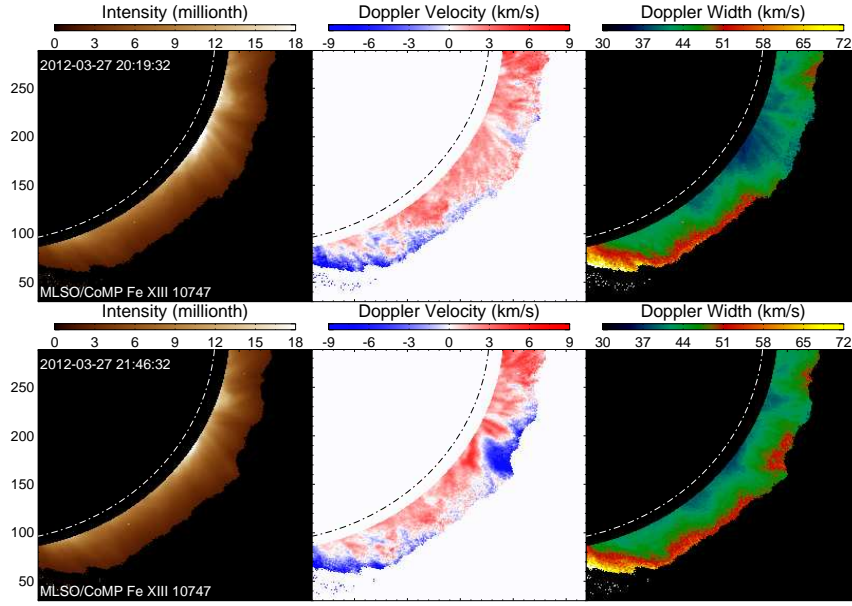 Intensity (millionth) Doppler Velocity (km/s) Doppler Width (km/s)
0 3 6 9 12 15 18 -9 -6 -3 0 3 6 9 30 37 44 51 58 65 72
2012-03-27 20:19:32
250
200
150
100
50
MLSO/CoMP Fe XIII 10747
Intensity (millionth) Doppler Velocity (km/s) Doppler Width (km/s)
0 3 6 9 12 15 18 -9 -6 -3 0 3 6 9 30 37 44 51 58 65 72
2012-03-27 21:46:32
250
200
150
100
50
MLSO/CoMP Fe XIII 10747